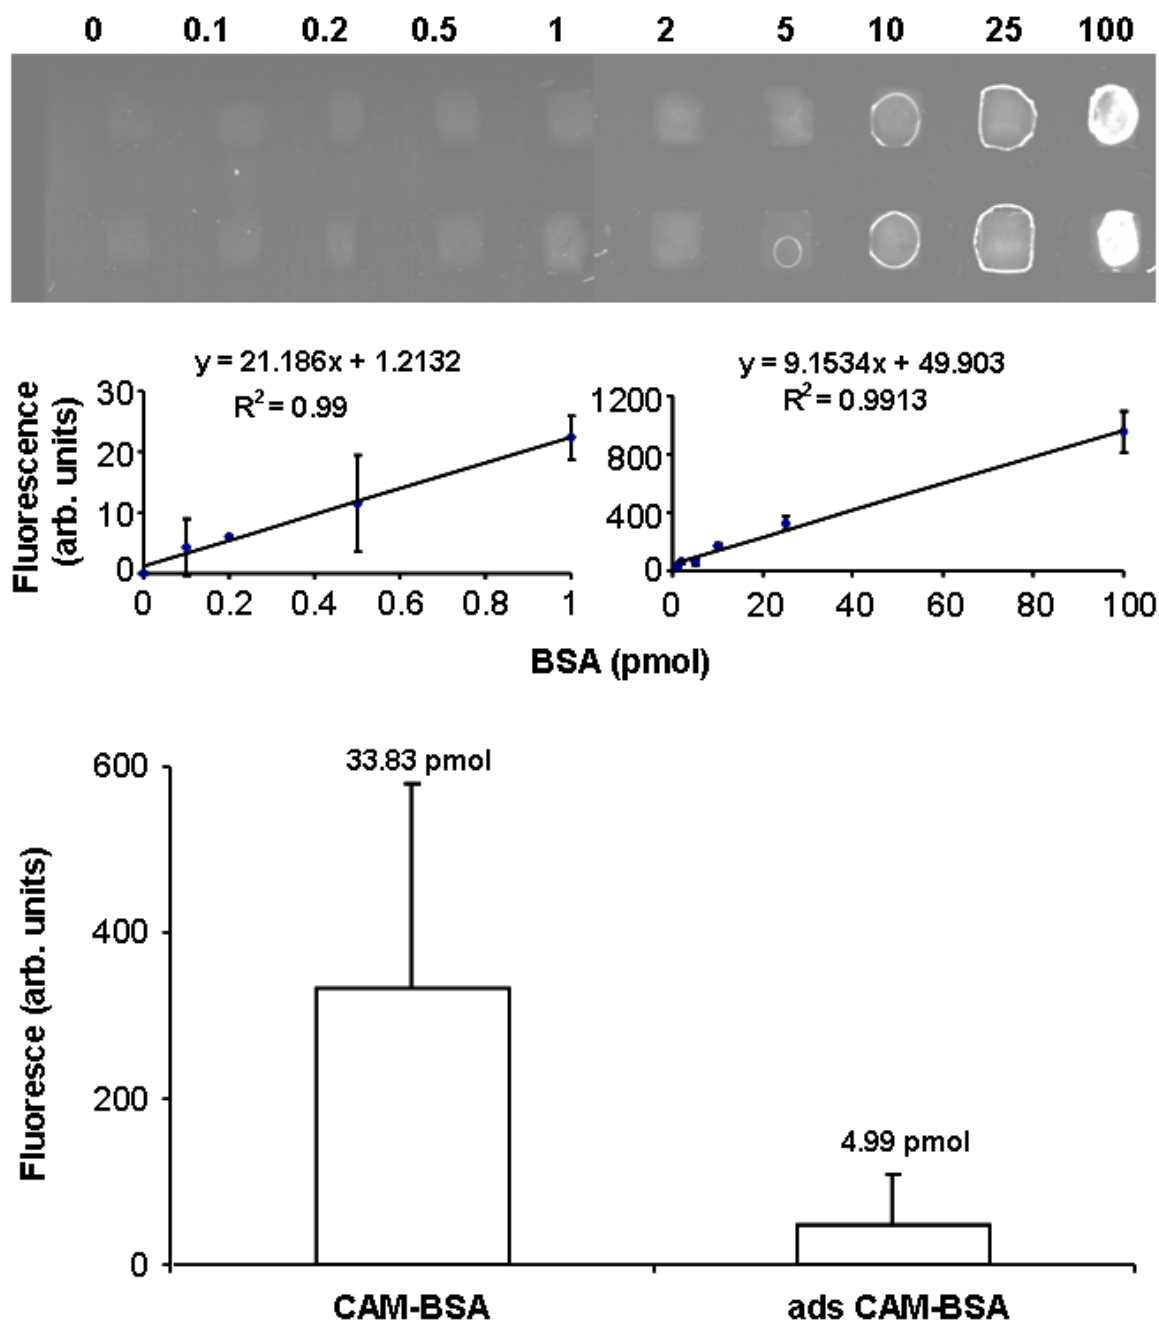 0 0.1 0.2 0.5 1 2 5 10 25 100
y = 21.186x + 1.2132
R2 = 0.99
Fluorescence
(arb. units)
30
20
10
0
0 0.2 0.4 0.6 0.8 1
y = 9.1534x + 49.903
R2 = 0.9913
1200
800
400
0
0 20 40 60 80 100
BSA (pmol)
Fluoresce (arb. units)
600
400
200
0
33.83 pmol
4.99 pmol
CAM-BSA ads CAM-BSA